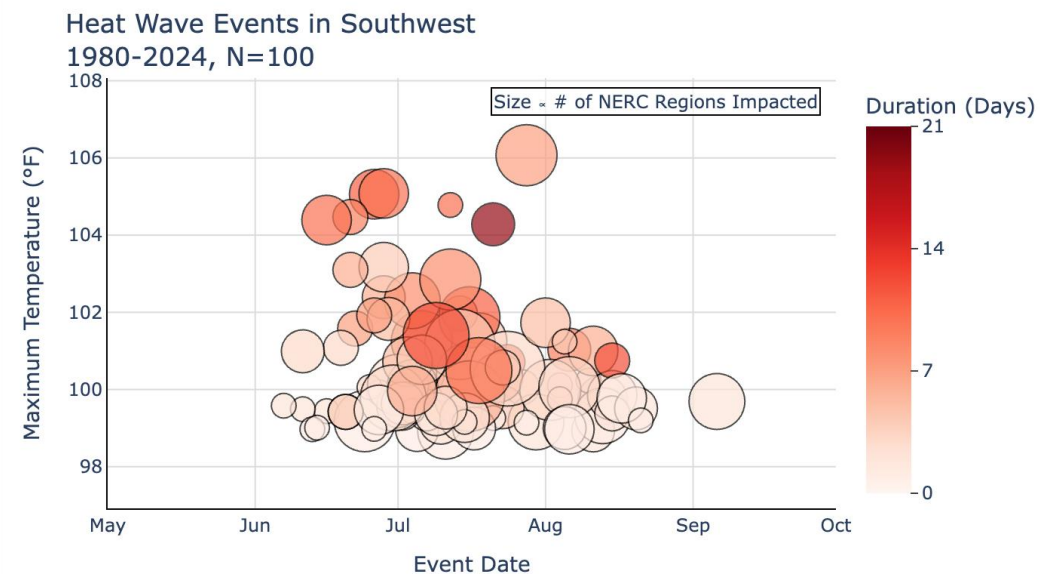 Heat Wave Events in Southwest
1980-2024, N=100
Size ∝ # of NERC Regions Impacted
Duration (Days)
21
14
7
0
Maximum Temperature (°F)
108
106
104
102
100
98
May Jun Jul Aug Sep Oct
Event Date